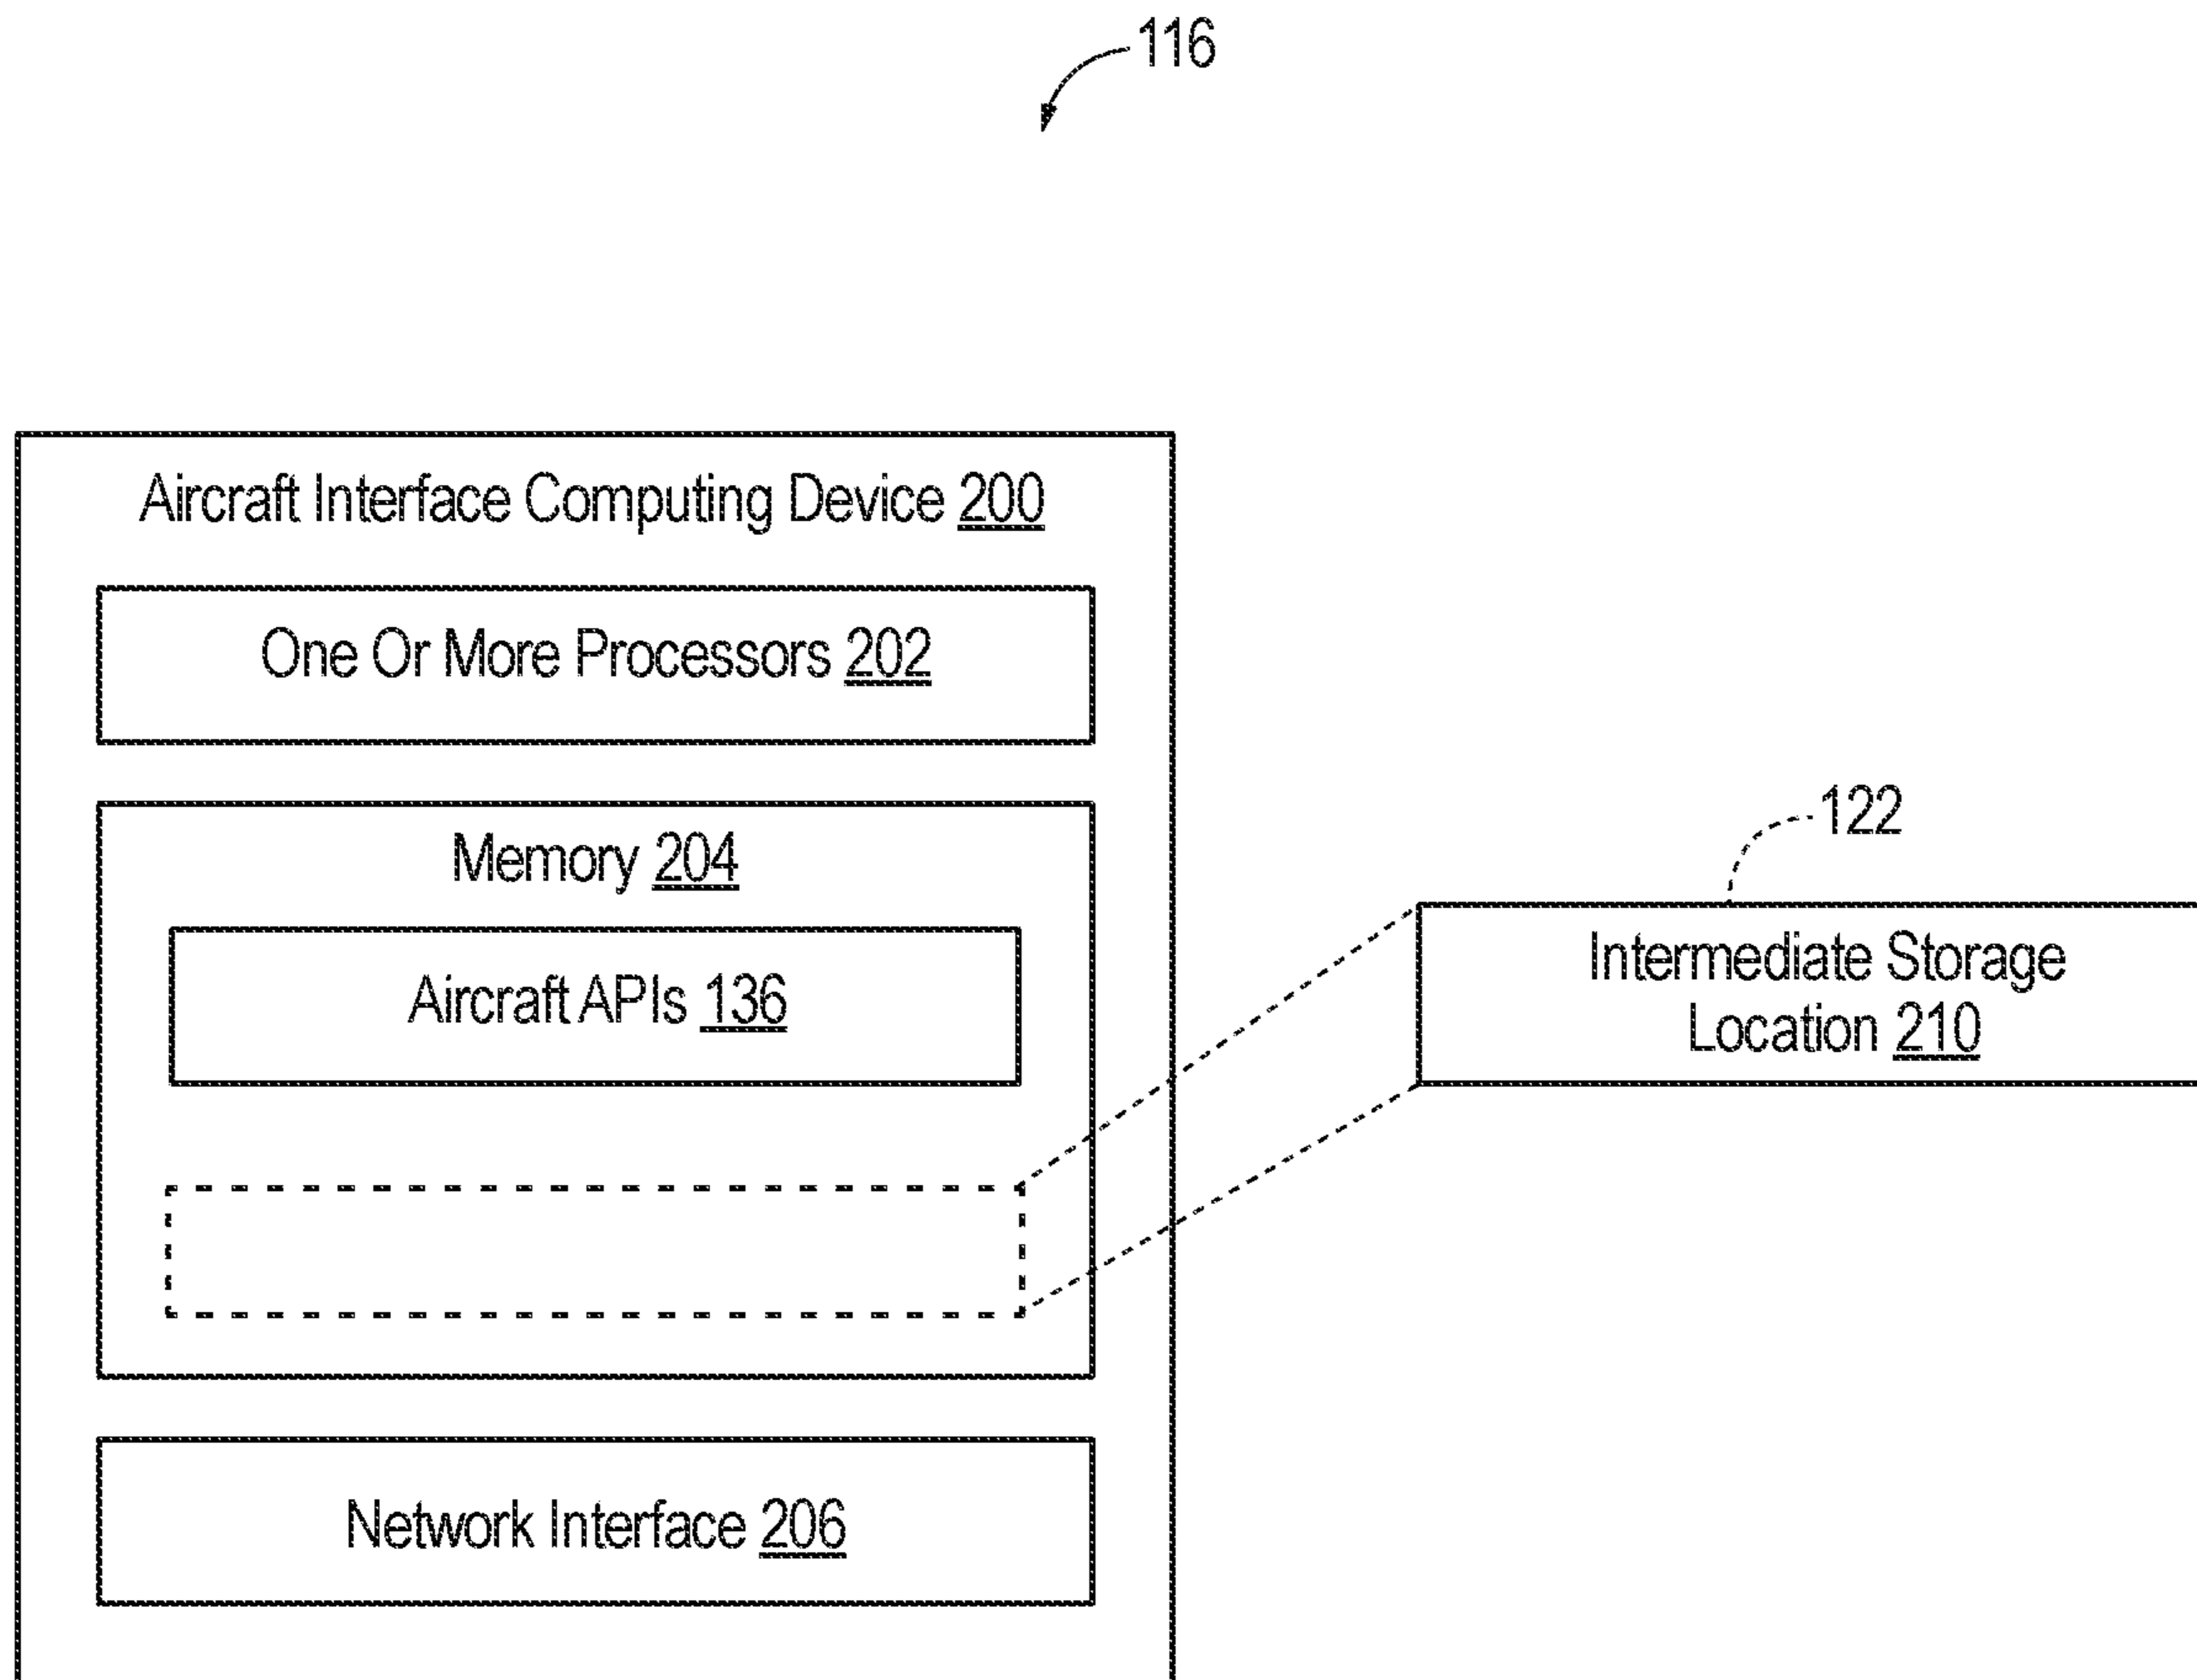 116
Aircraft Interface Computing Device 200
One Or More Processors 202
Memory 204
Aircraft APIs 136
122
Intermediate Storage
Location 210
Network Interface 206